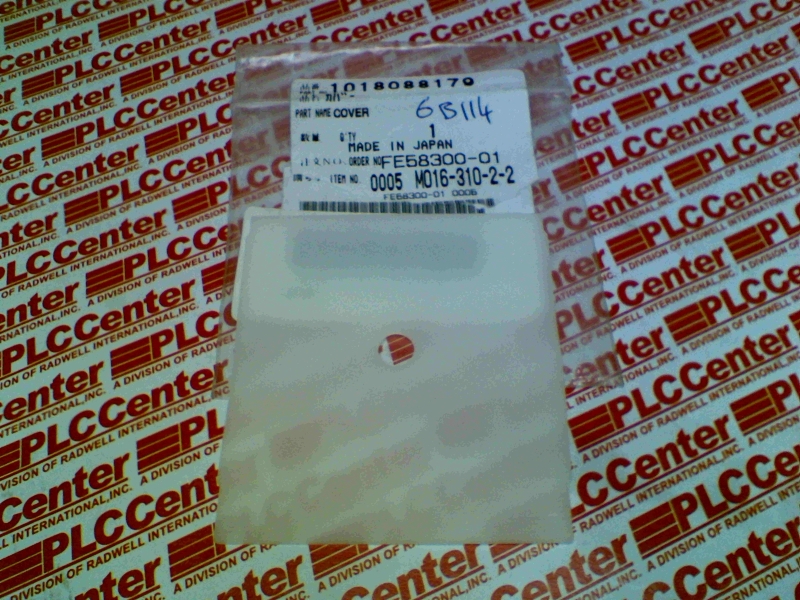 1018088179
PART NAME COVER
6B114
Q'TY 1
MADE IN JAPAN
ORDER NO. FE58300-01
ITEM NO. 0005 M016-310-2-2
FE58300-01 0005
PLCCenter
A DIVISION OF RADWELL INTERNATIONAL, INC.